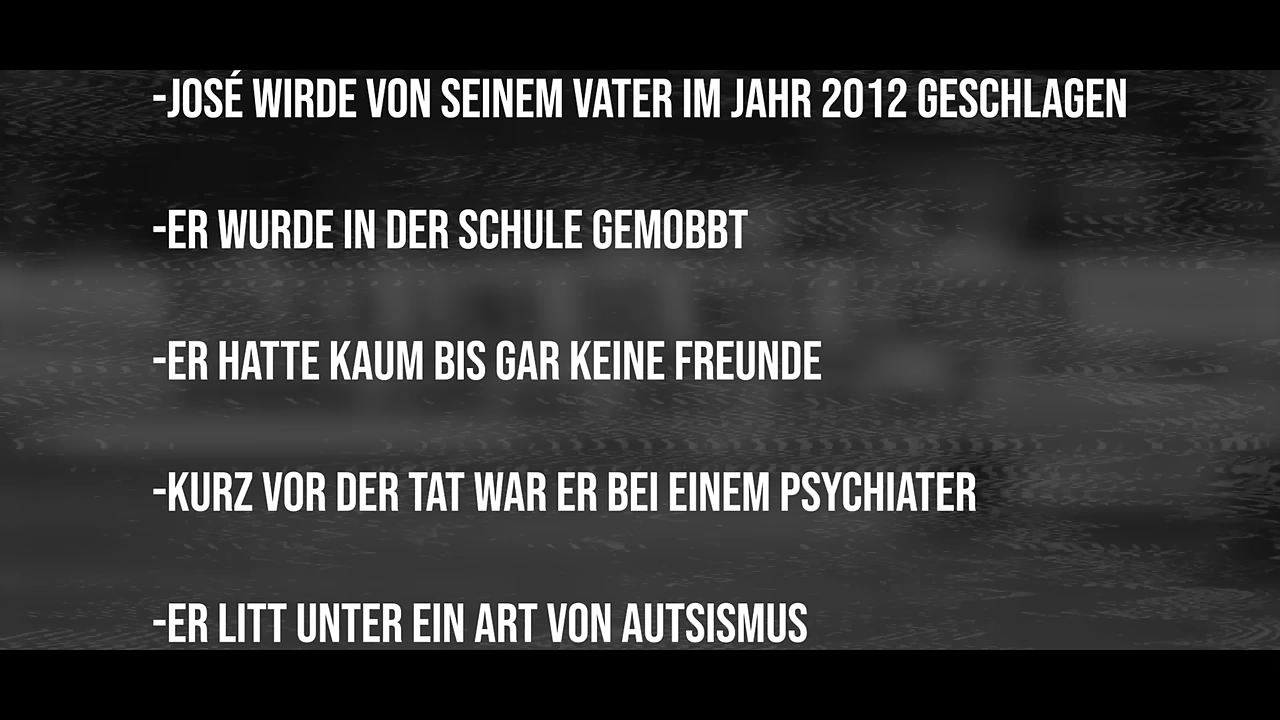 -JOSÉ WIRDE VON SEINEM VATER IM JAHR 2012 GESCHLAGEN
-ER WURDE IN DER SCHULE GEMOBBT
-ER HATTE KAUM BIS GAR KEINE FREUNDE
-KURZ VOR DER TAT WAR ER BEI EINEM PSYCHIATER
-ER LITT UNTER EIN ART VON AUTSISMUS